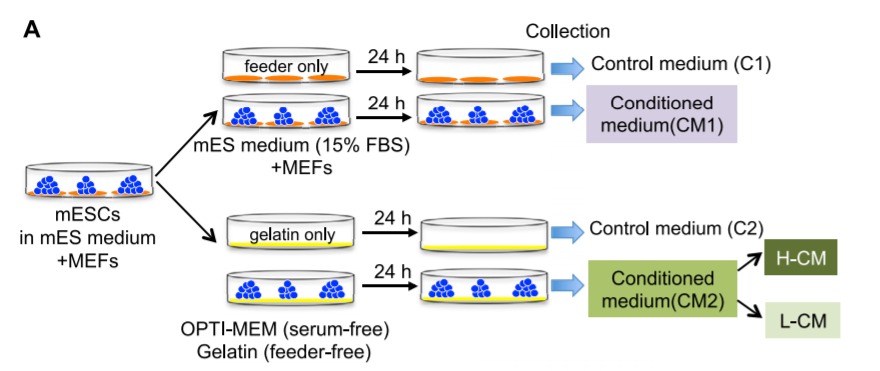 A
Collection
feeder only
24 h
Control medium (C1)
24 h
Conditioned
medium(CM1)
mES medium (15% FBS)
+MEFs
mESCs
in mES medium
+MEFs
gelatin only
24 h
Control medium (C2)
24 h
Conditioned
medium(CM2)
H-CM
L-CM
OPTI-MEM (serum-free)
Gelatin (feeder-free)